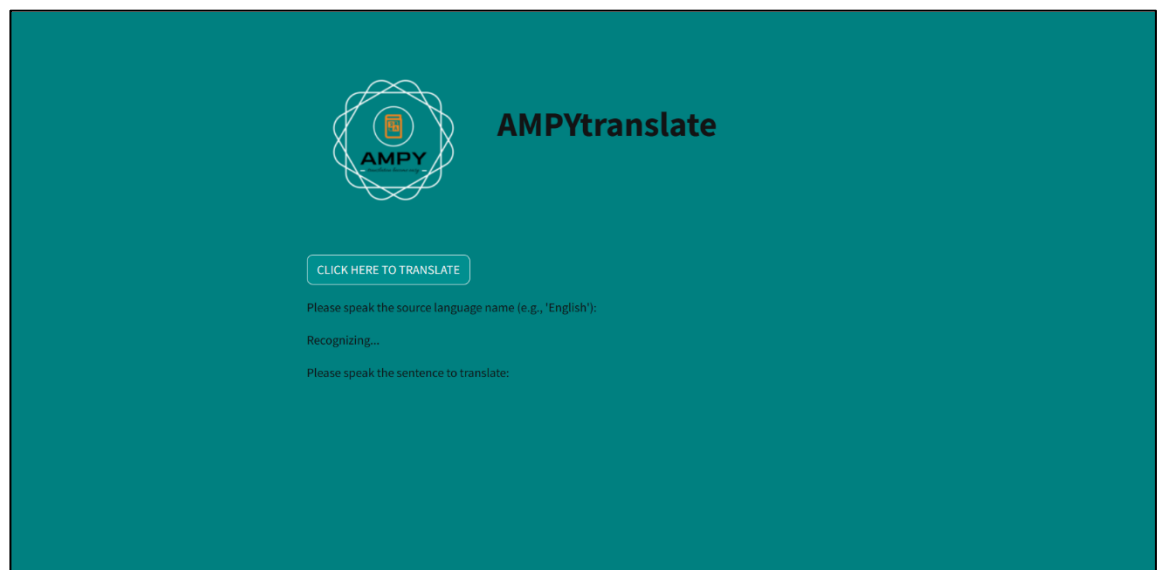 AMPY
AMPYtranslate
CLICK HERE TO TRANSLATE
Please speak the source language name (e.g., 'English'):
Recognizing...
Please speak the sentence to translate: